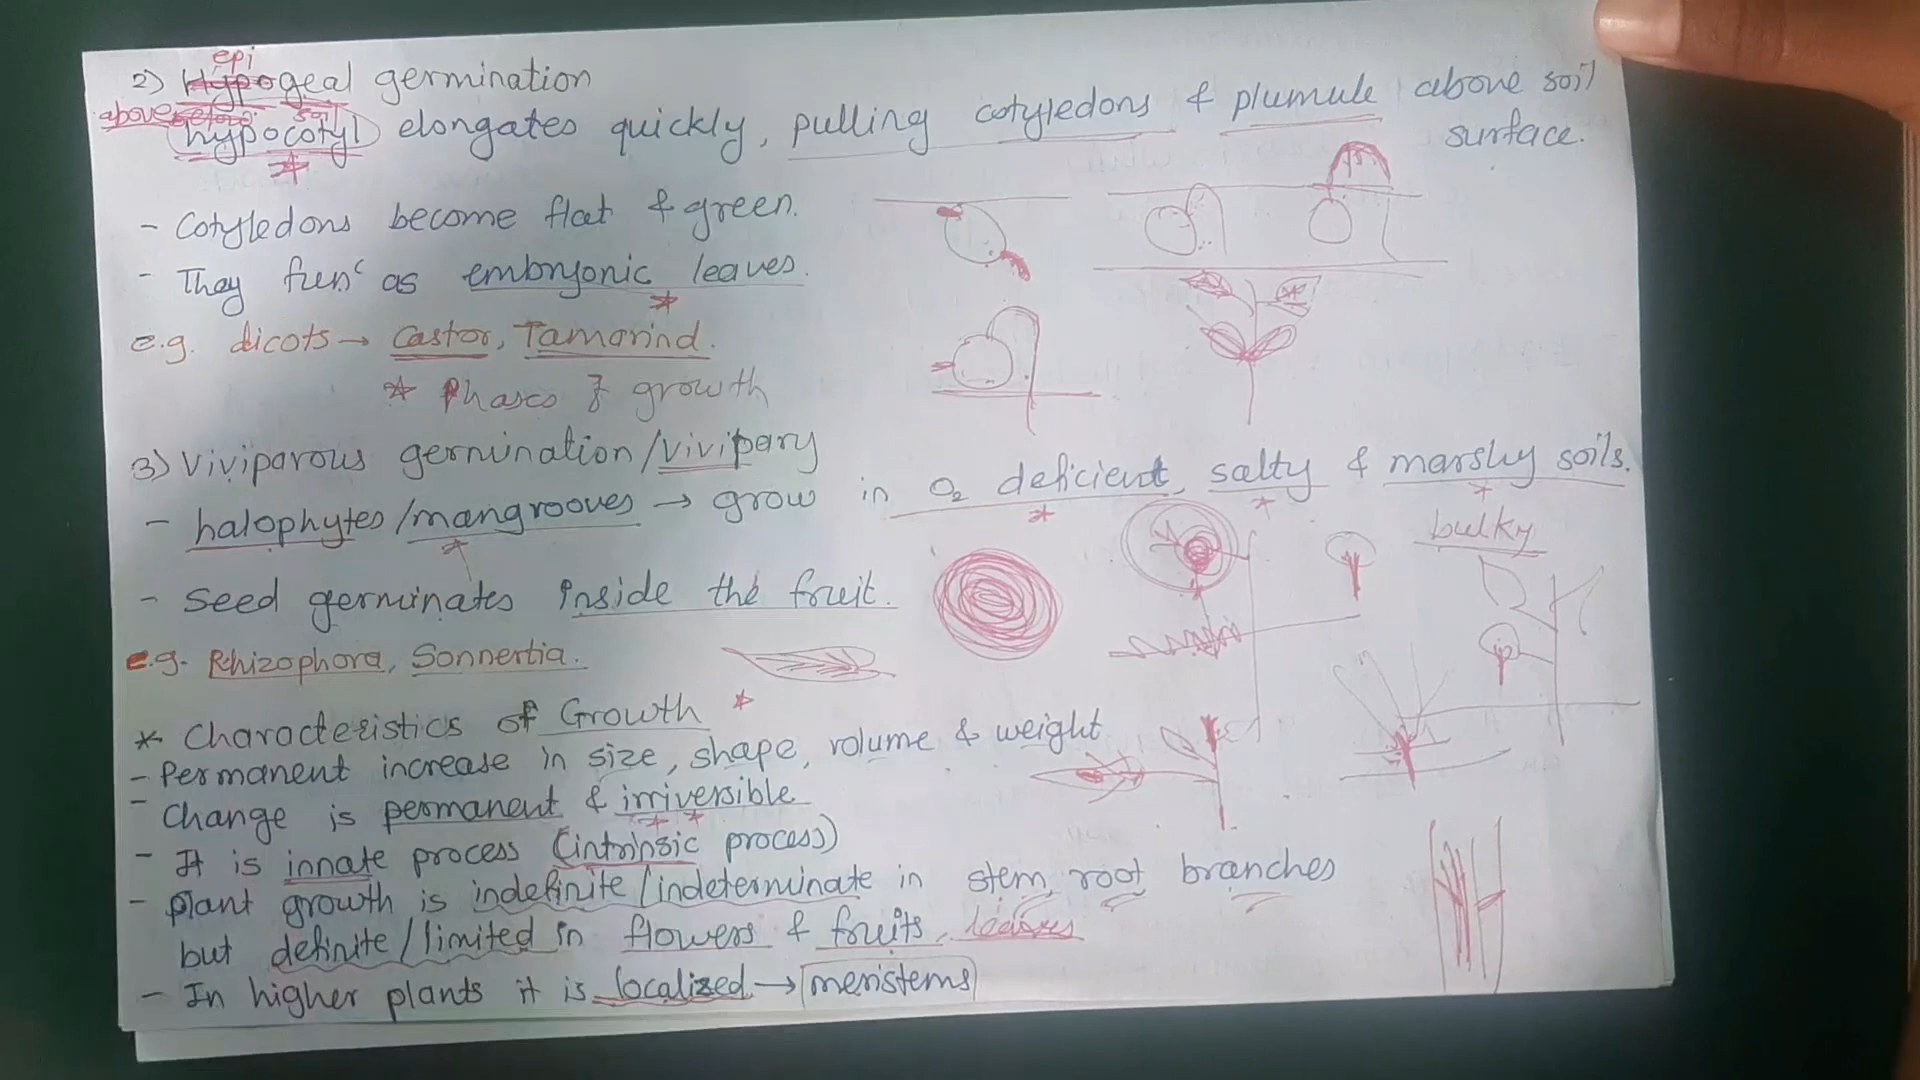 epi
2) Hypogeal germination
above soil
hypocotyl elongates quickly, pulling cotyledons & plumule above soil surface.
- Cotyledons become flat & green.
- They funᶜ as embryonic leaves.
e.g. dicots → Castor, Tamarind.
* Phases of growth
3) Viviparous germination/vivipary
- halophytes/mangrooves → grow in O₂ deficient, salty & marshy soils.
bulky
- Seed germinates inside the fruit.
e.g. Rhizophora, Sonnertia.
* Characteristics of Growth *
- Permanent increase in size, shape, volume & weight
- Change is permanent & irriversible
- It is innate process (intrinsic process)
- Plant growth is indefinite/indeterminate in stem, root branches
but definite/limited in flowers & fruits, leaves
- In higher plants it is localized → meristems